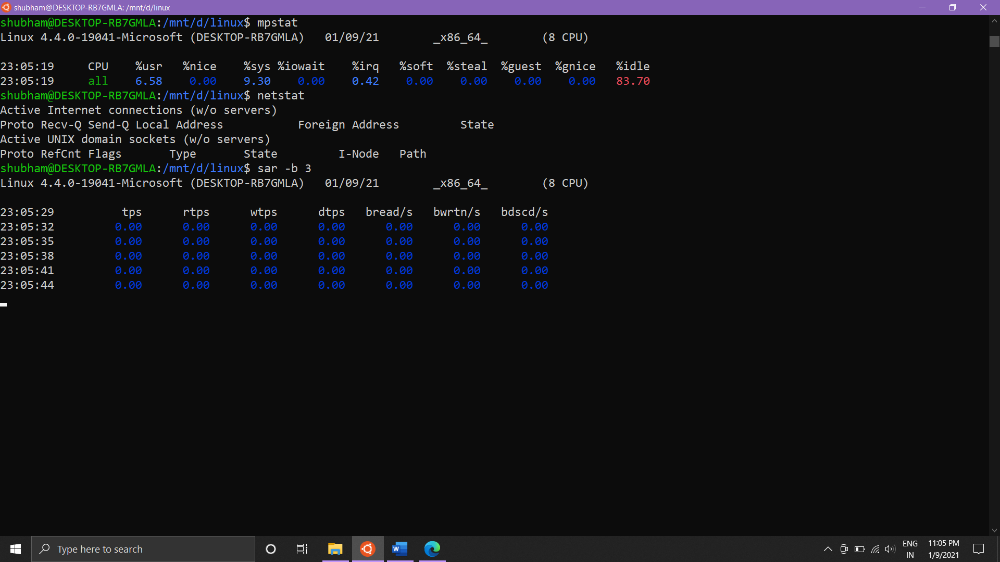 shubham@DESKTOP-RB7GMLA: /mnt/d/linux
shubham@DESKTOP-RB7GMLA:/mnt/d/linux$ mpstat
Linux 4.4.0-19041-Microsoft (DESKTOP-RB7GMLA) 01/09/21 _x86_64_ (8 CPU)
23:05:19 CPU %usr %nice %sys %iowait %irq %soft %steal %guest %gnice %idle
23:05:19 all 6.58 0.00 9.30 0.00 0.42 0.00 0.00 0.00 0.00 83.70
shubham@DESKTOP-RB7GMLA:/mnt/d/linux$ netstat
Active Internet connections (w/o servers)
Proto Recv-Q Send-Q Local Address Foreign Address State
Active UNIX domain sockets (w/o servers)
Proto RefCnt Flags Type State I-Node Path
shubham@DESKTOP-RB7GMLA:/mnt/d/linux$ sar -b 3
Linux 4.4.0-19041-Microsoft (DESKTOP-RB7GMLA) 01/09/21 _x86_64_ (8 CPU)
23:05:29 tps rtps wtps dtps bread/s bwrtn/s bdscd/s
23:05:32 0.00 0.00 0.00 0.00 0.00 0.00 0.00
23:05:35 0.00 0.00 0.00 0.00 0.00 0.00 0.00
23:05:38 0.00 0.00 0.00 0.00 0.00 0.00 0.00
23:05:41 0.00 0.00 0.00 0.00 0.00 0.00 0.00
23:05:44 0.00 0.00 0.00 0.00 0.00 0.00 0.00
Type here to search
W
ENG
IN
11:05 PM
1/9/2021